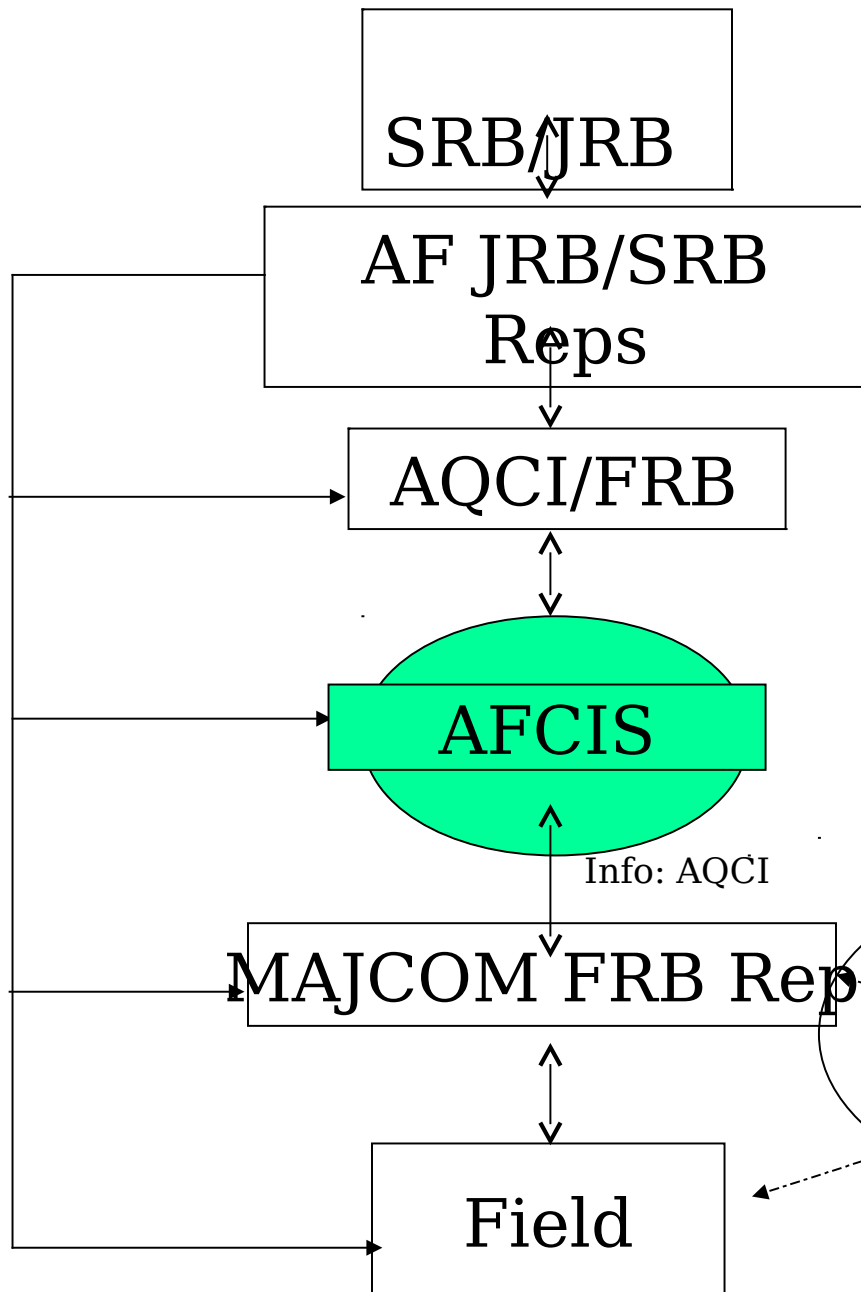 SRB/JRB
AF JRB/SRB
Reps
AQCI/FRB
AFCIS
Info: AQCI
MAJCOM FRB Rep
Field